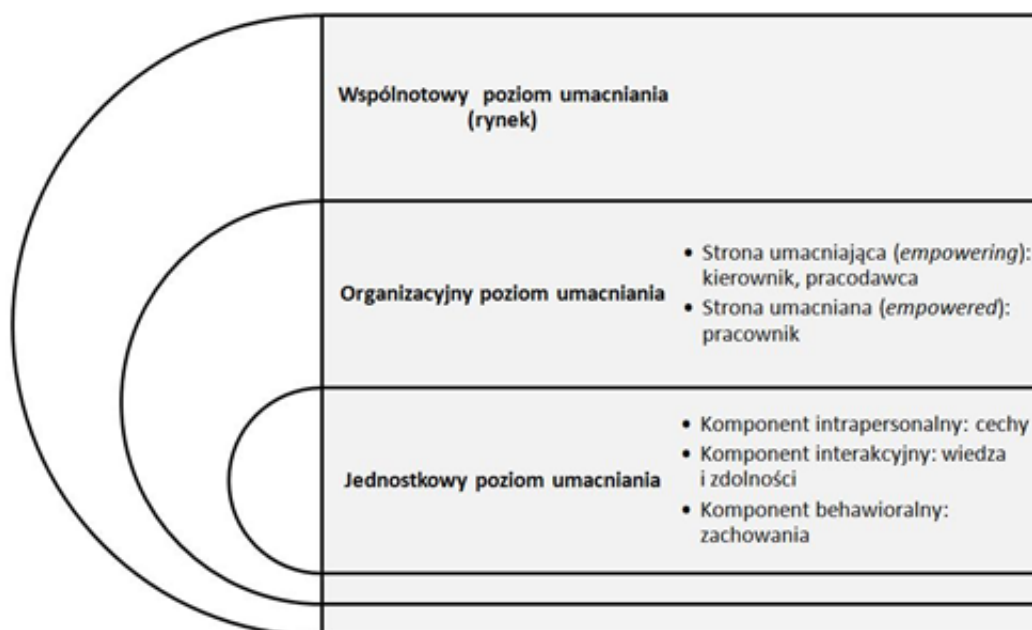 Wspólnotowy poziom umacniania
(rynek)
Organizacyjny poziom umacniania
• Strona umacniająca (empowering):
kierownik, pracodawca
• Strona umacniana (empowered):
pracownik
Jednostkowy poziom umacniania
• Komponent intrapersonalny: cechy
• Komponent interakcyjny: wiedza
i zdolności
• Komponent behawioralny:
zachowania